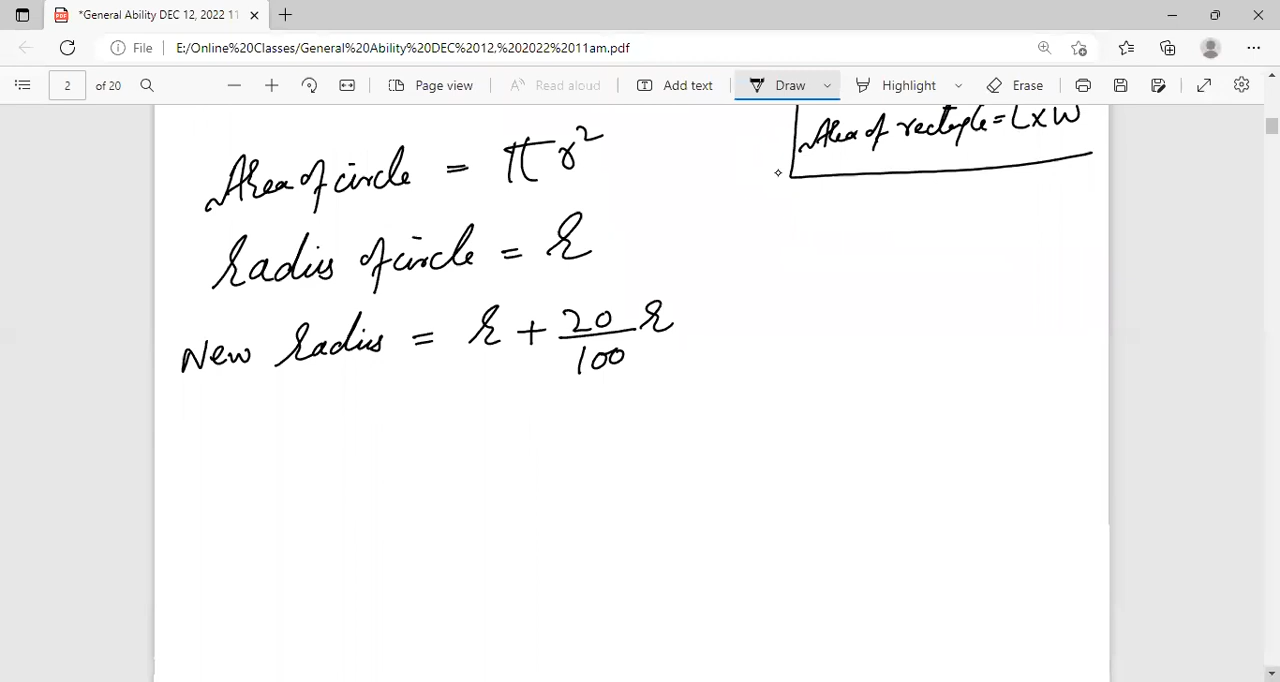 *General Ability DEC 12, 2022 11
File E:/Online%20Classes/General%20Ability%20DEC%2012,%202022%2011am.pdf
2 of 20 Page view Read aloud Add text Draw Highlight Erase
Area of rectangle = L x W
Area of circle = πr²
Radius of circle = r
New radius = r + 20/100 r